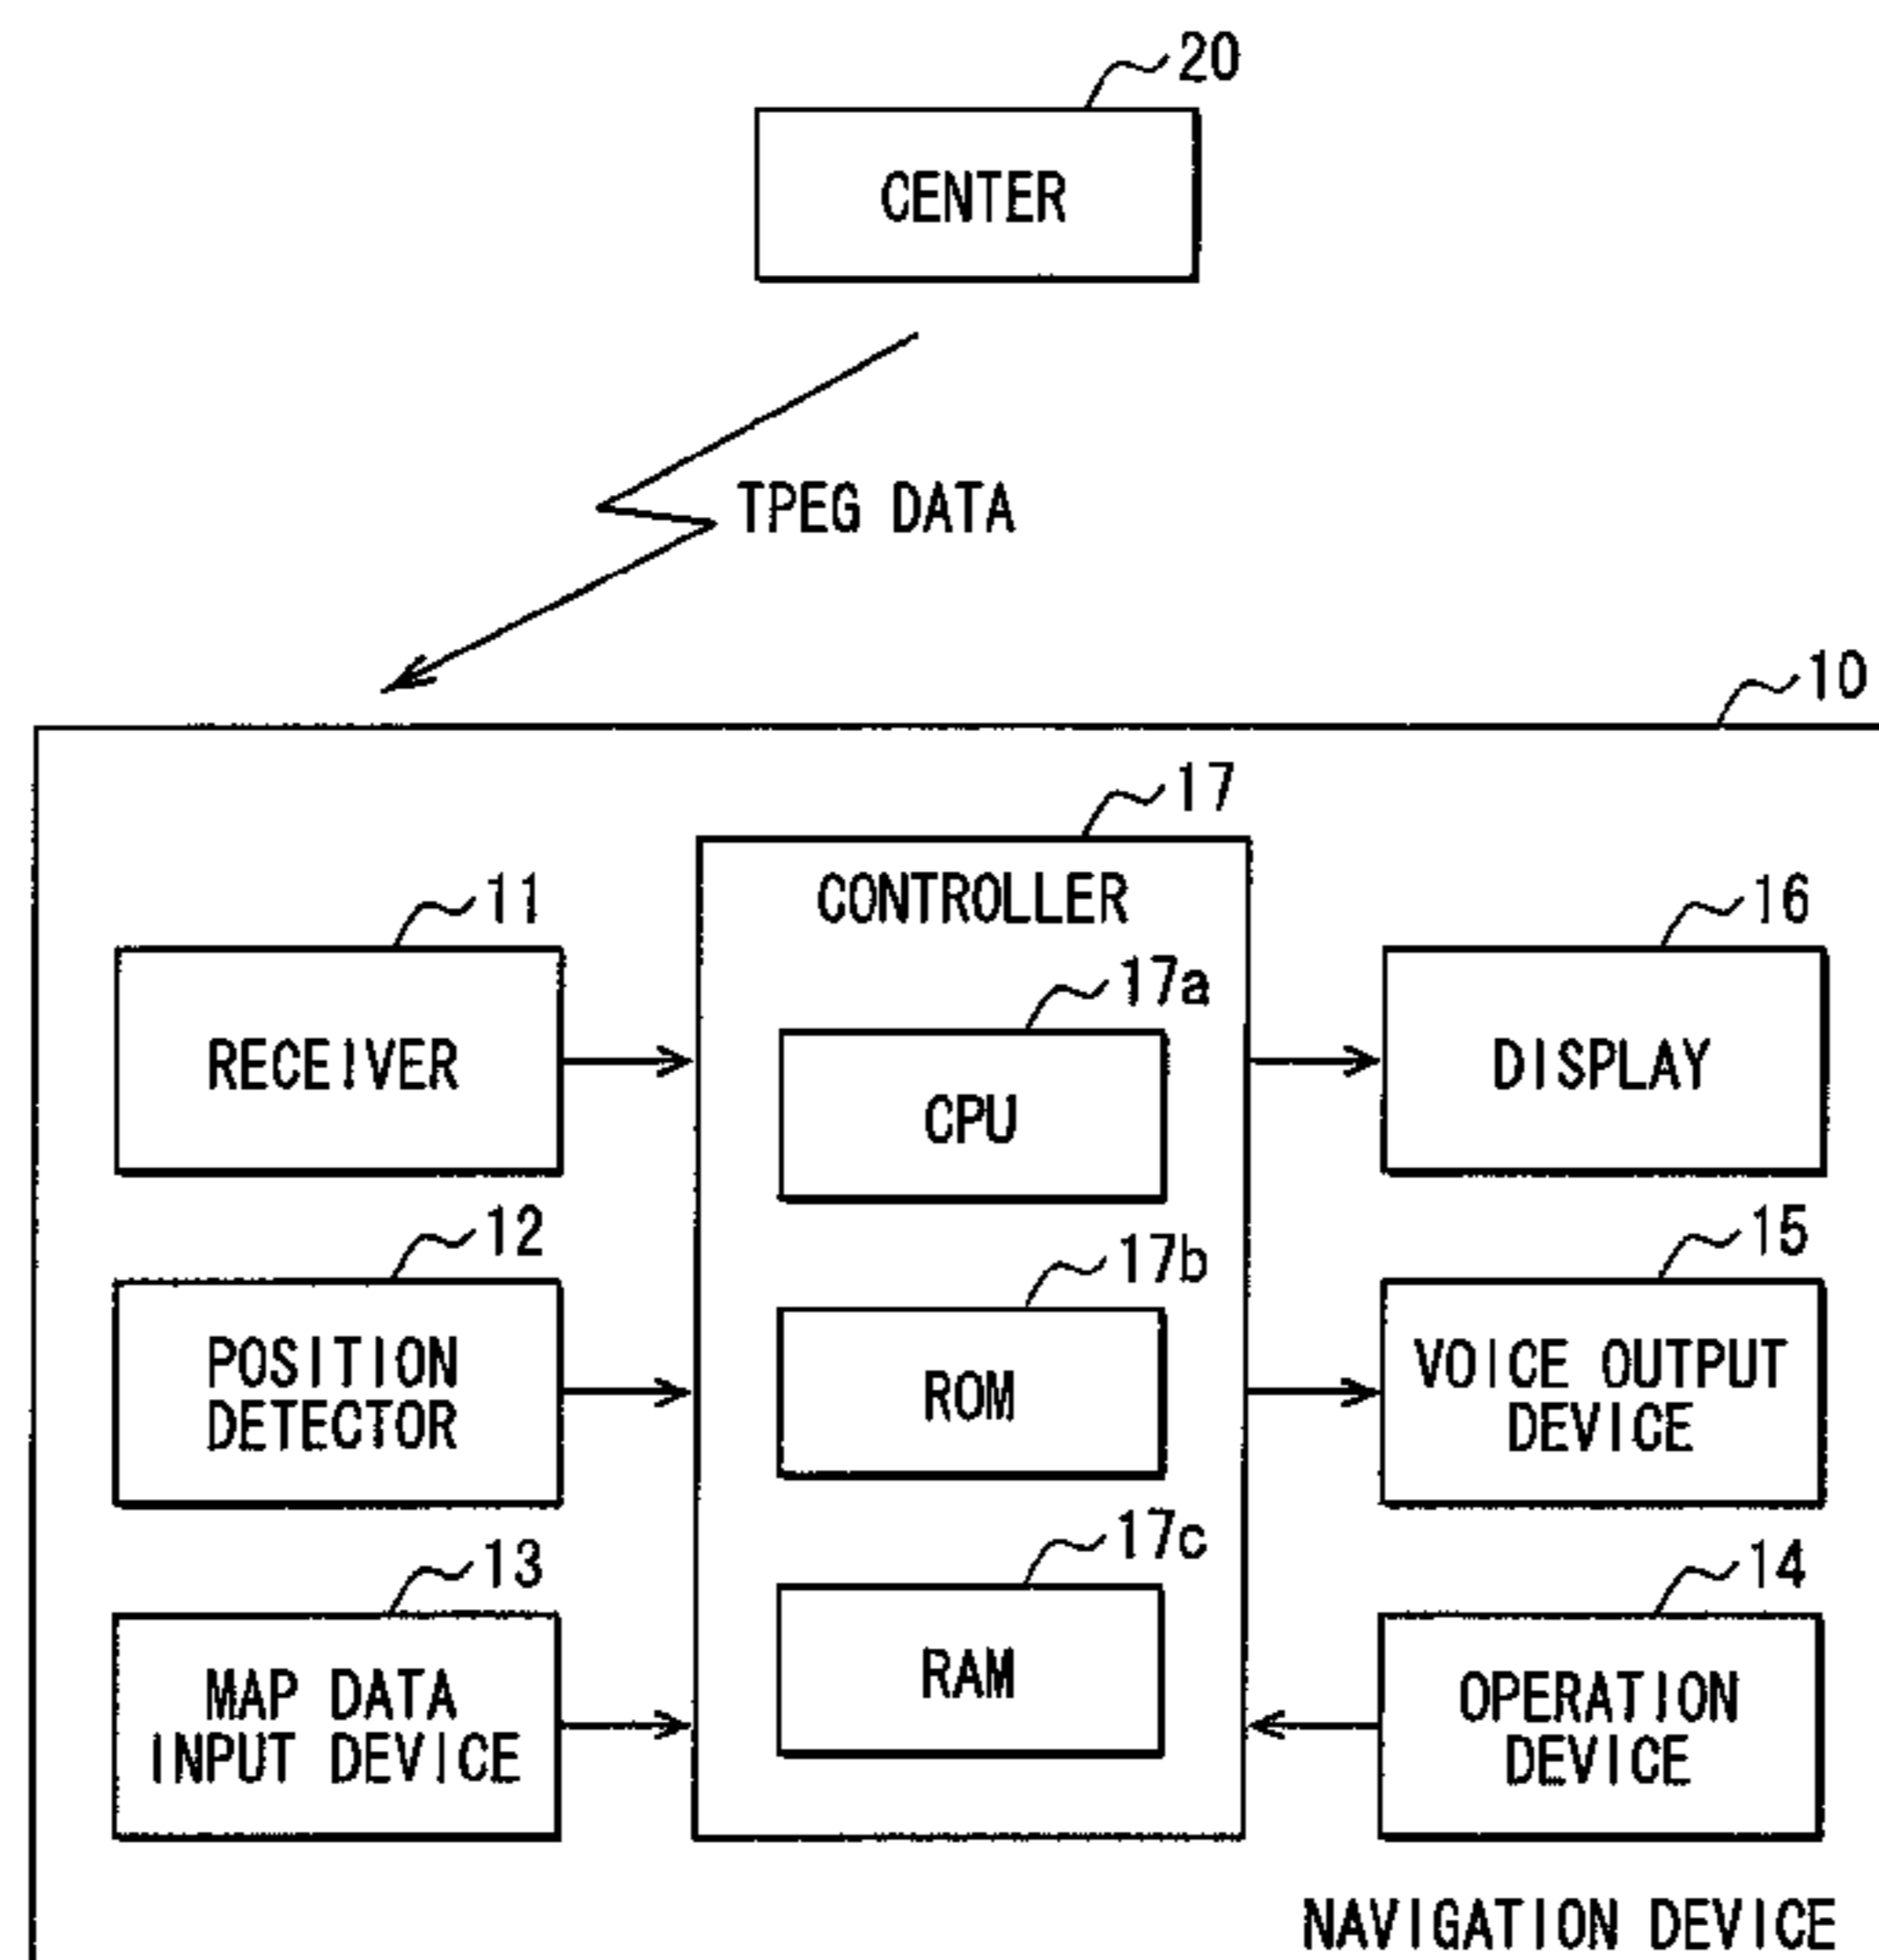 20
CENTER
TPEG DATA
10
17
CONTROLLER
11
RECEIVER
17a
CPU
16
DISPLAY
12
POSITION
DETECTOR
17b
ROM
15
VOICE OUTPUT
DEVICE
13
MAP DATA
INPUT DEVICE
17c
RAM
14
OPERATION
DEVICE
NAVIGATION DEVICE